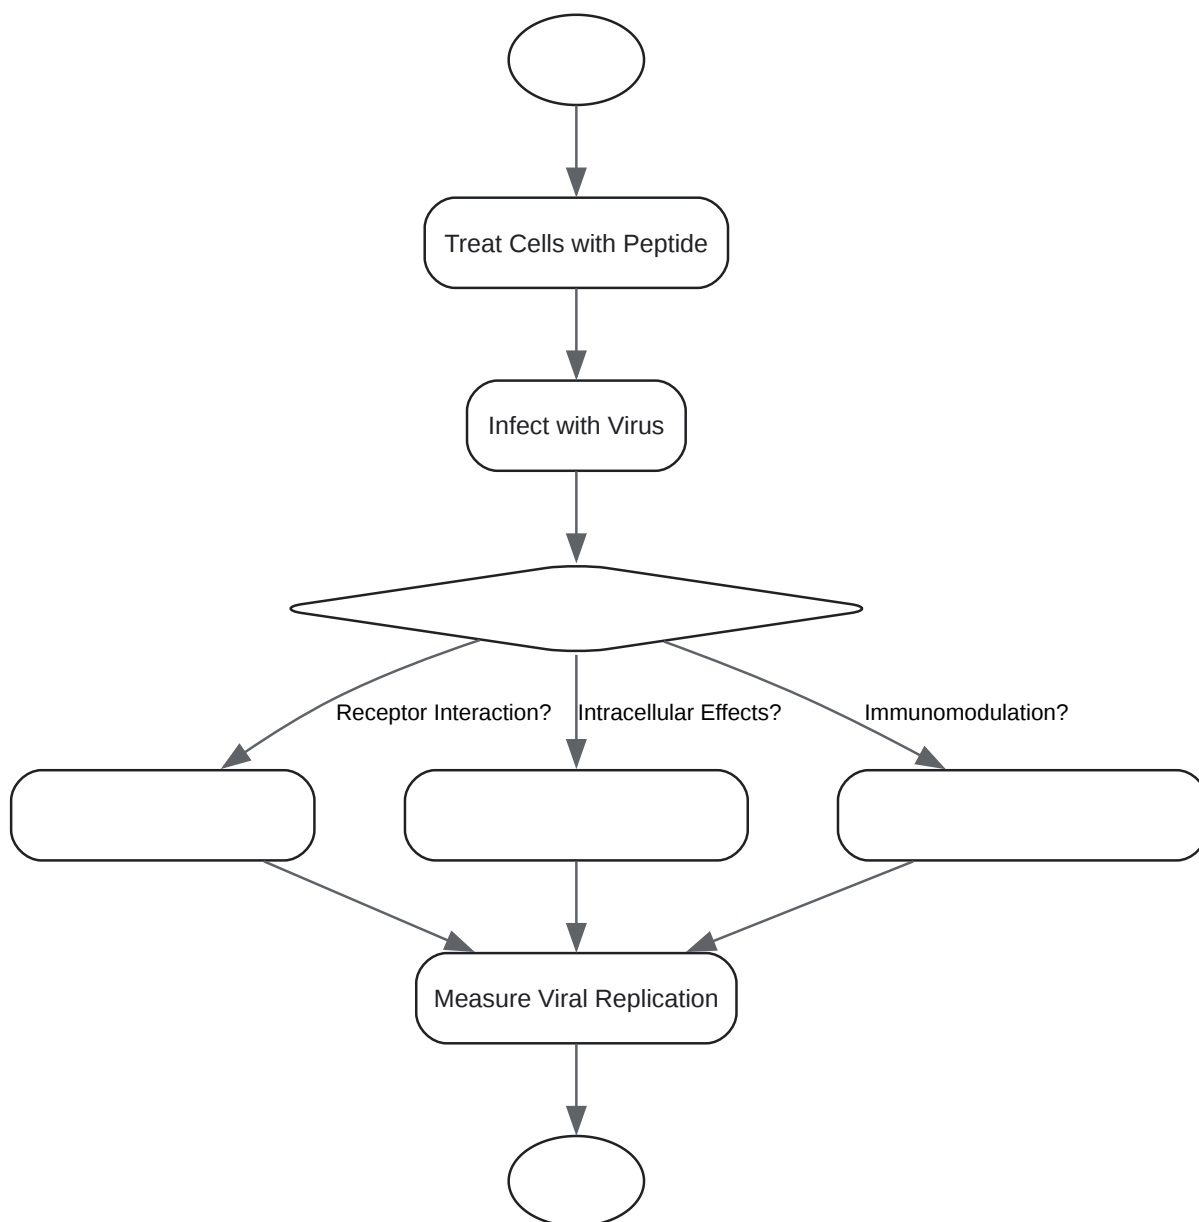 Treat Cells with Peptide
Infect with Virus
Receptor Interaction?
Intracellular Effects?
Immunomodulation?
Measure Viral Replication